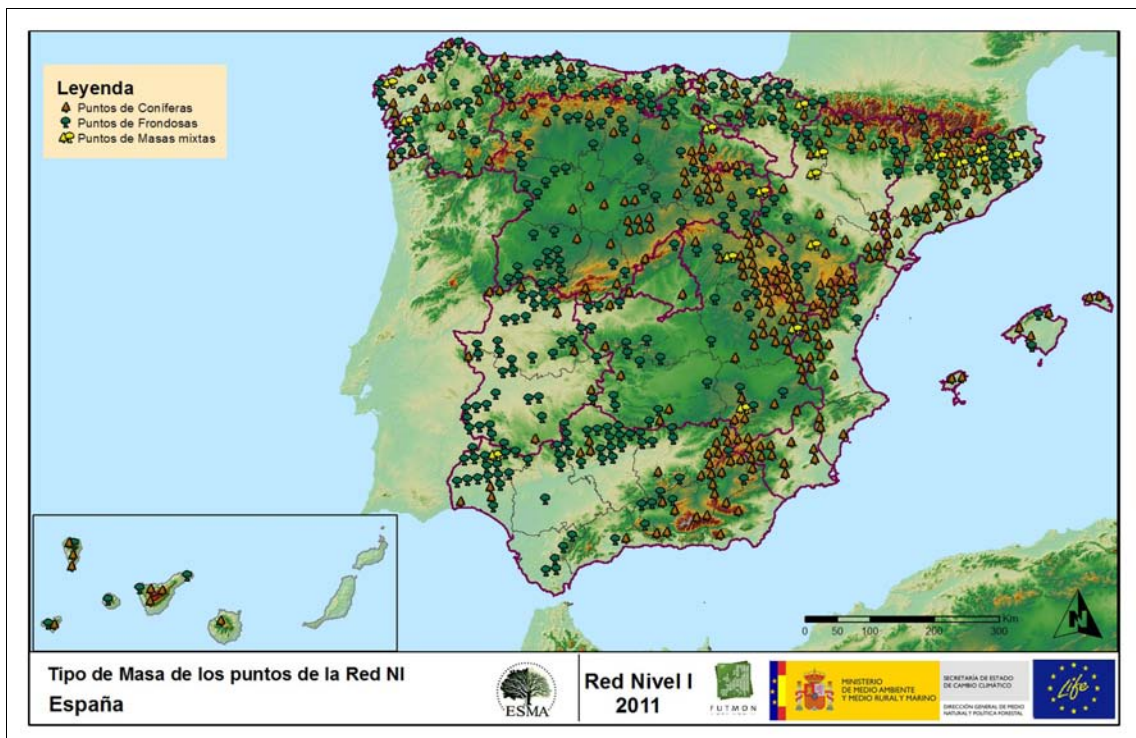 Leyenda
Puntos de Coníferas
Puntos de Frondosas
Puntos de Masas mixtas
Km
0 50 100 200 300
N
Tipo de Masa de los puntos de la Red NI
España
ESMA
Red Nivel I
2011
FUTMON
MINISTERIO
DE MEDIO AMBIENTE
Y MEDIO RURAL Y MARINO
SECRETARÍA DE ESTADO
DE CAMBIO CLIMÁTICO
DIRECCIÓN GENERAL DE MEDIO
NATURAL Y POLÍTICA FORESTAL
Life